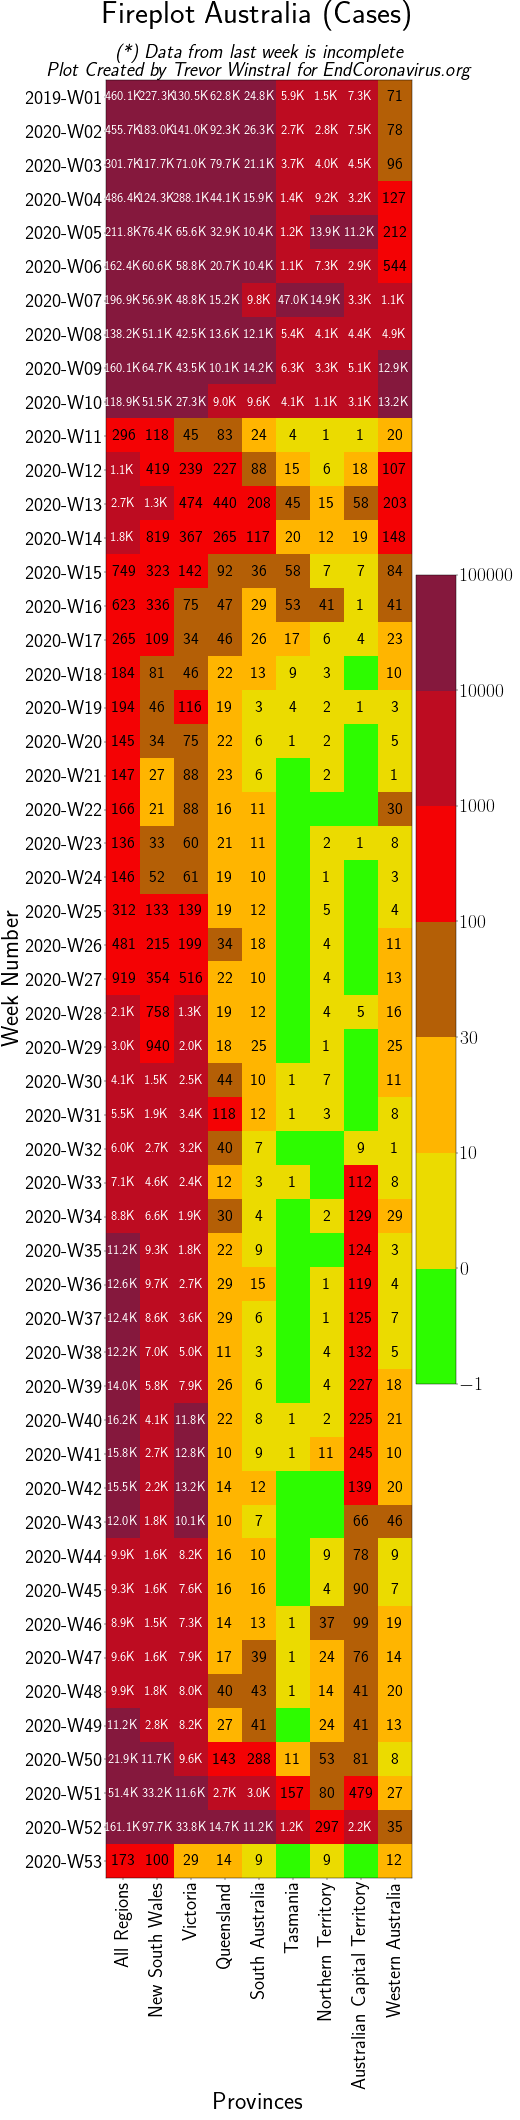 Fireplot Australia (Cases)
(*) Data from last week is incomplete
Plot Created by Trevor Winstral for EndCoronavirus.org
2019-W01 460.1K 227.3K 130.5K 62.8K 24.8K 5.9K 1.5K 7.3K 71
2020-W02 455.7K 183.0K 141.0K 92.3K 26.3K 2.7K 2.8K 7.5K 78
2020-W03 301.7K 117.7K 71.0K 79.7K 21.1K 3.7K 4.0K 4.5K 96
2020-W04 486.4K 124.3K 288.1K 44.1K 15.9K 1.4K 9.2K 3.2K 127
2020-W05 211.8K 76.4K 65.6K 32.9K 10.4K 1.2K 13.9K 11.2K 212
2020-W06 162.4K 60.6K 58.8K 20.7K 10.4K 1.1K 7.3K 2.9K 544
2020-W07 196.9K 56.9K 48.8K 15.2K 9.8K 47.0K 14.9K 3.3K 1.1K
2020-W08 138.2K 51.1K 42.5K 13.6K 12.1K 5.4K 4.1K 4.4K 4.9K
2020-W09 160.1K 64.7K 43.5K 10.1K 14.2K 6.3K 3.3K 5.1K 12.9K
2020-W10 118.9K 51.5K 27.3K 9.0K 9.6K 4.1K 1.1K 3.1K 13.2K
2020-W11 296 118 45 83 24 4 1 1 20
2020-W12 1.1K 419 239 227 88 15 6 18 107
2020-W13 2.7K 1.3K 474 440 208 45 15 58 203
2020-W14 1.8K 819 367 265 117 20 12 19 148
2020-W15 749 323 142 92 36 58 7 7 84
2020-W16 623 336 75 47 29 53 41 1 41
2020-W17 265 109 34 46 26 17 6 4 23
2020-W18 184 81 46 22 13 9 3 10
2020-W19 194 46 116 19 3 4 2 1 3
2020-W20 145 34 75 22 6 1 2 5
2020-W21 147 27 88 23 6 2 1
2020-W22 166 21 88 16 11 30
2020-W23 136 33 60 21 11 2 1 8
2020-W24 146 52 61 19 10 1 3
2020-W25 312 133 139 19 12 5 4
2020-W26 481 215 199 34 18 4 11
2020-W27 919 354 516 22 10 4 13
2020-W28 2.1K 758 1.3K 19 12 4 5 16
2020-W29 3.0K 940 2.0K 18 25 1 25
2020-W30 4.1K 1.5K 2.5K 44 10 1 7 11
2020-W31 5.5K 1.9K 3.4K 118 12 1 3 8
2020-W32 6.0K 2.7K 3.2K 40 7 9 1
2020-W33 7.1K 4.6K 2.4K 12 3 1 112 8
2020-W34 8.8K 6.6K 1.9K 30 4 2 129 29
2020-W35 11.2K 9.3K 1.8K 22 9 124 3
2020-W36 12.6K 9.7K 2.7K 29 15 1 119 4
2020-W37 12.4K 8.6K 3.6K 29 6 1 125 7
2020-W38 12.2K 7.0K 5.0K 11 3 4 132 5
2020-W39 14.0K 5.8K 7.9K 26 6 4 227 18
2020-W40 16.2K 4.1K 11.8K 22 8 1 2 225 21
2020-W41 15.8K 2.7K 12.8K 10 9 1 11 245 10
2020-W42 15.5K 2.2K 13.2K 14 12 139 20
2020-W43 12.0K 1.8K 10.1K 10 7 66 46
2020-W44 9.9K 1.6K 8.2K 16 10 9 78 9
2020-W45 9.3K 1.6K 7.6K 16 16 4 90 7
2020-W46 8.9K 1.5K 7.3K 14 13 1 37 99 19
2020-W47 9.6K 1.6K 7.9K 17 39 1 24 76 14
2020-W48 9.9K 1.8K 8.0K 40 43 1 14 41 20
2020-W49 11.2K 2.8K 8.2K 27 41 24 41 13
2020-W50 21.9K 11.7K 9.6K 143 288 11 53 81 8
2020-W51 51.4K 33.2K 11.6K 2.7K 3.0K 157 80 479 27
2020-W52 161.1K 97.7K 33.8K 14.7K 11.2K 1.2K 297 2.2K 35
2020-W53 173 100 29 14 9 9 12
Week Number
100000
10000
1000
100
30
10
0
−1
All Regions
New South Wales
Victoria
Queensland
South Australia
Tasmania
Northern Territory
Australian Capital Territory
Western Australia
Provinces